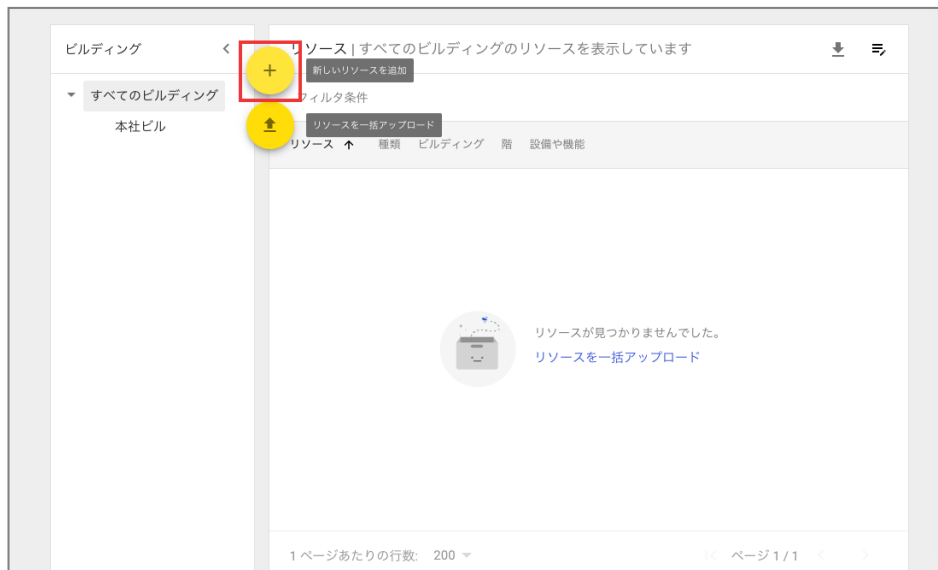 ビルディング
すべてのビルディング
本社ビル
リソース | すべてのビルディングのリソースを表示しています
新しいリソースを追加
フィルタ条件
リソースを一括アップロード
リソース 種類 ビルディング 階 設備や機能
リソースが見つかりませんでした。
リソースを一括アップロード
1 ページあたりの行数: 200 ページ 1 / 1